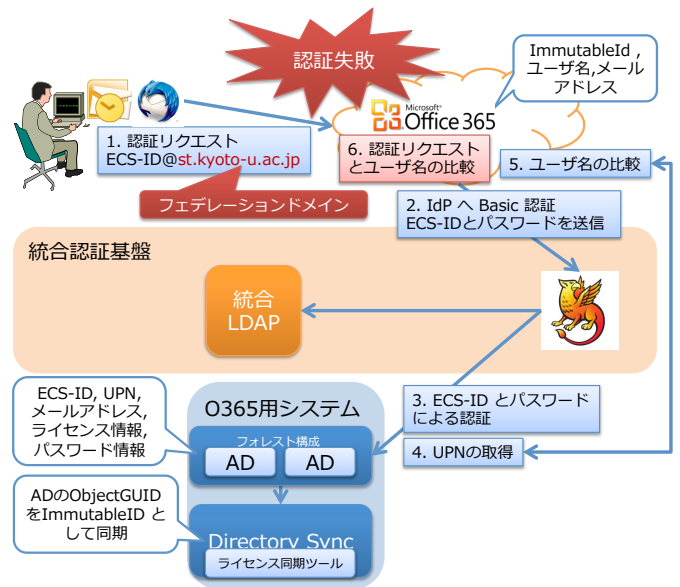 認証失敗
ImmutableId ,
ユーザ名,メール
アドレス
Microsoft®
Office 365
1. 認証リクエスト
ECS-ID@st.kyoto-u.ac.jp
6. 認証リクエスト
とユーザ名の比較
5. ユーザ名の比較
フェデレーションドメイン
2. IdP へ Basic 認証
ECS-IDとパスワードを送信
統合認証基盤
統合
LDAP
ECS-ID, UPN,
メールアドレス,
ライセンス情報,
パスワード情報
O365用システム
3. ECS-ID とパスワード
による認証
フォレスト構成
AD
AD
4. UPNの取得
ADのObjectGUID
をImmutableID と
して同期
Directory Sync
ライセンス同期ツール